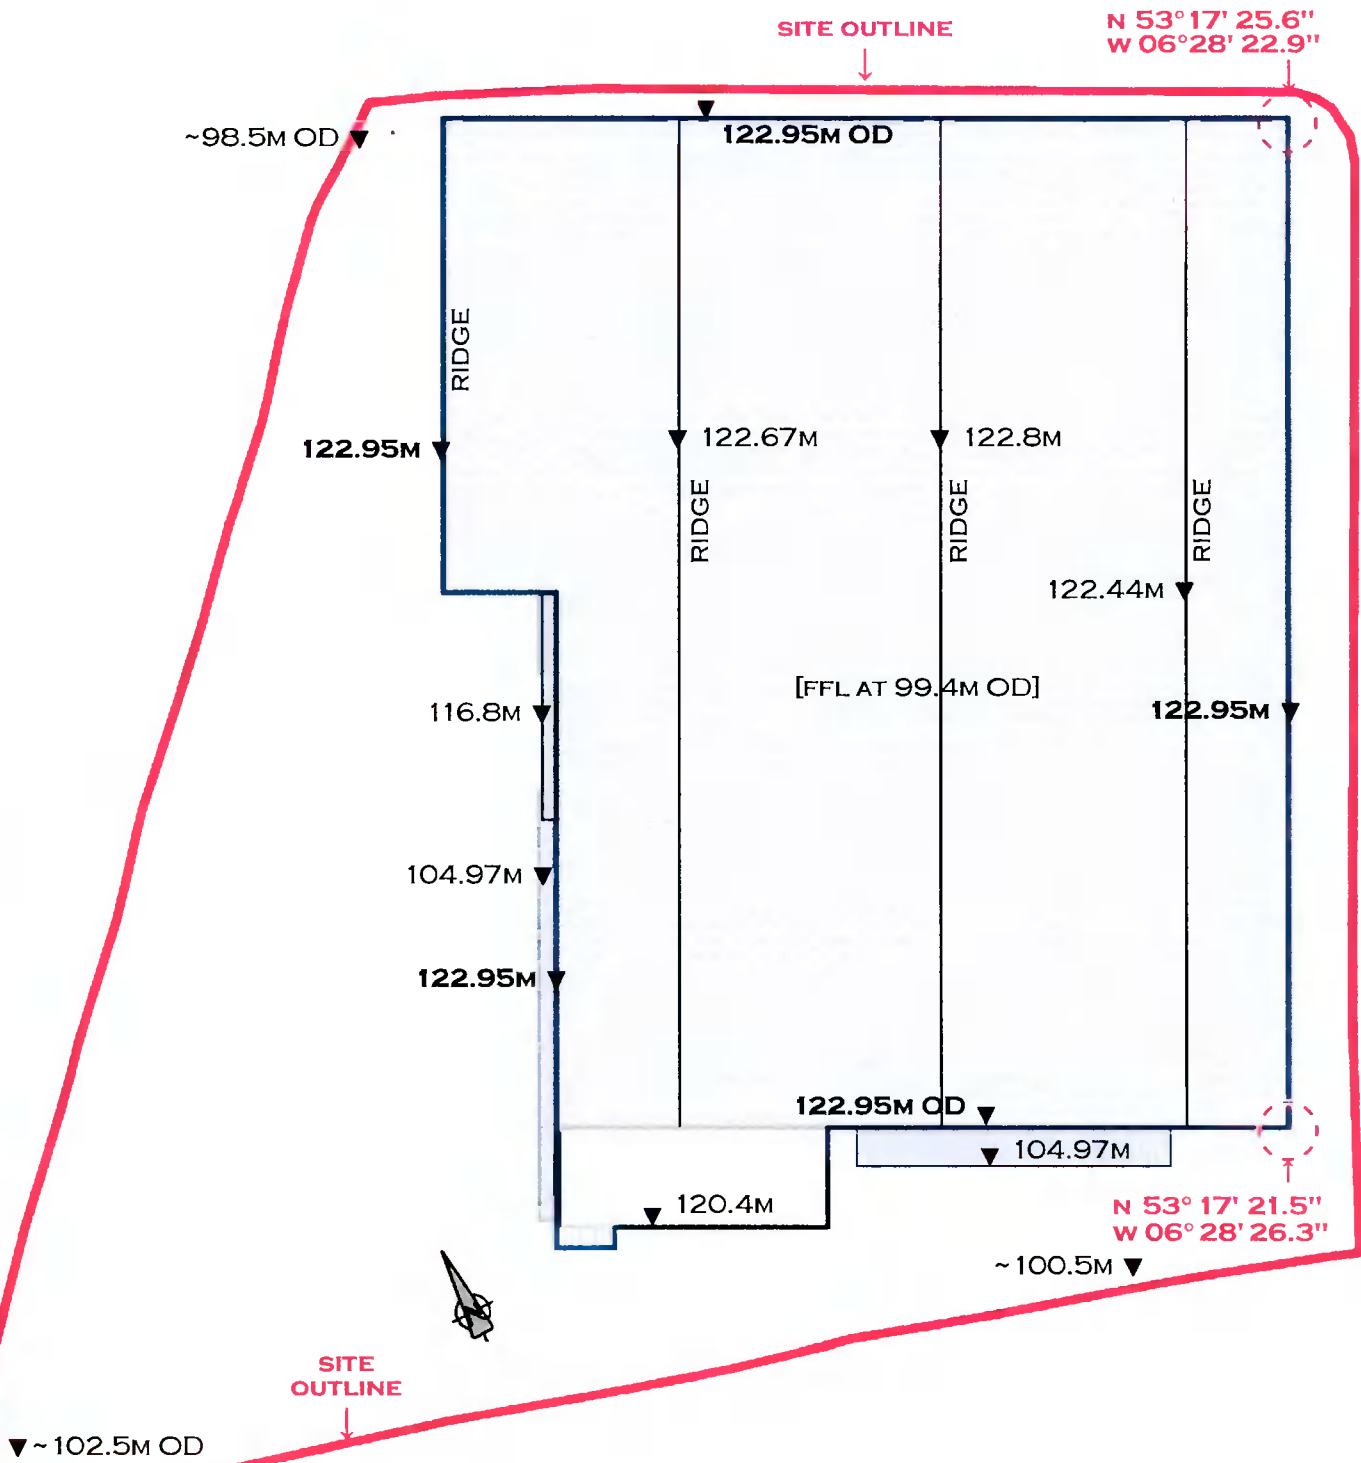 SITE OUTLINE
N 53° 17' 25.6"
W 06° 28' 22.9"
~98.5M OD
122.95M OD
RIDGE
122.95M
122.67M
122.8M
RIDGE
RIDGE
RIDGE
122.44M
[FFL AT 99.4M OD]
116.8M
122.95M
104.97M
122.95M
122.95M OD
104.97M
120.4M
N 53° 17' 21.5"
W 06° 28' 26.3"
~100.5M
N
SITE
OUTLINE
~102.5M OD